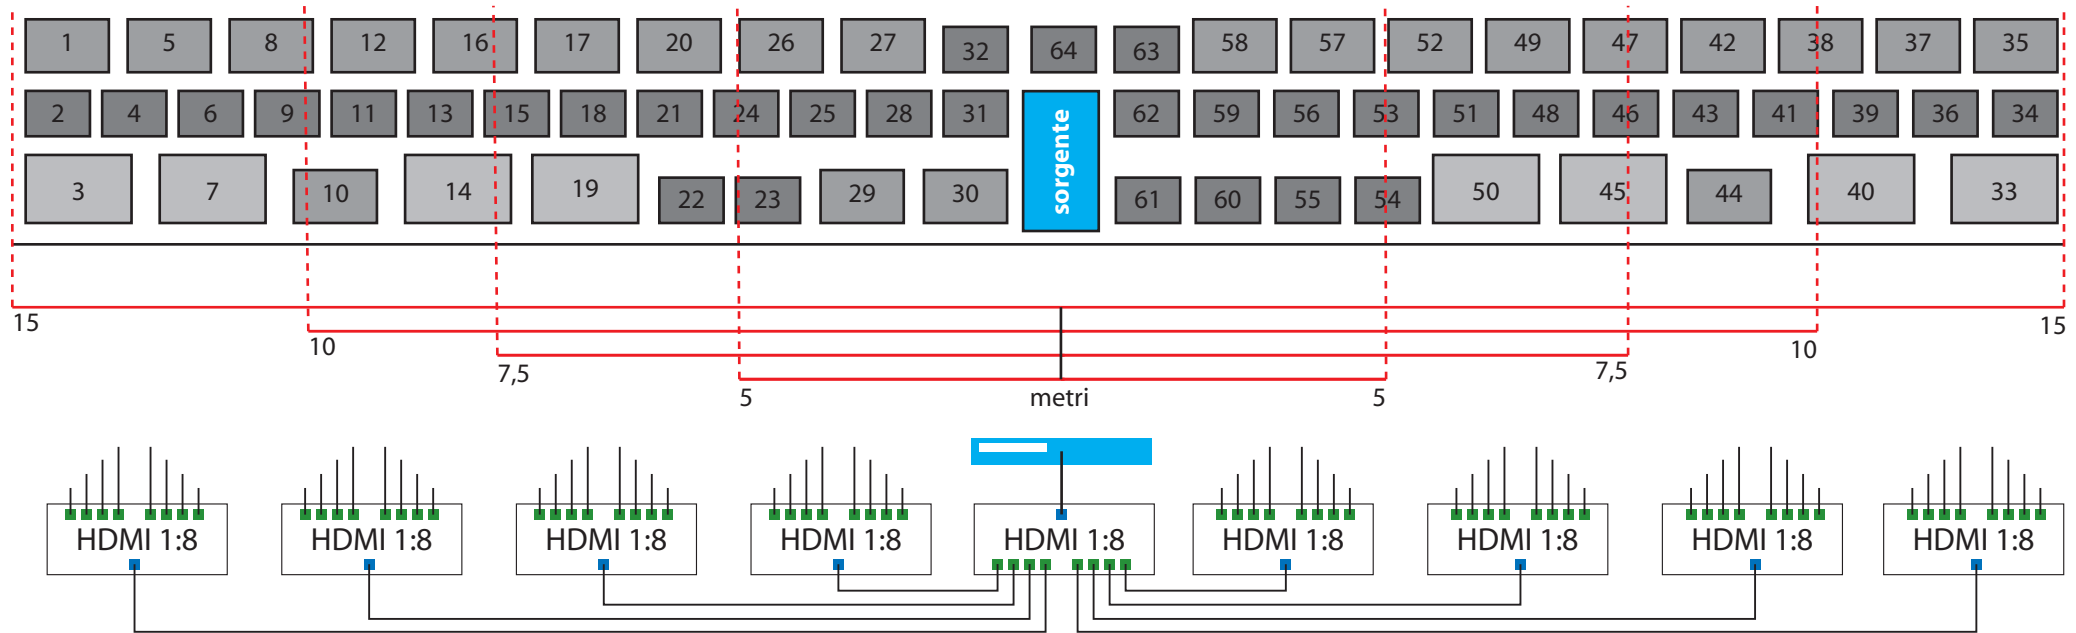 1 5 8 12 16 17 20 26 27 32 64 63 58 57 52 49 47 42 38 37 35
2 4 6 9 11 13 15 18 21 24 25 28 31 62 59 56 53 51 48 46 43 41 39 36 34
3 7 10 14 19 22 23 29 30 sorgente 61 60 55 54 50 45 44 40 33
15 15
10 10
7,5 7,5
5 metri 5
HDMI 1:8 HDMI 1:8 HDMI 1:8 HDMI 1:8 HDMI 1:8 HDMI 1:8 HDMI 1:8 HDMI 1:8 HDMI 1:8